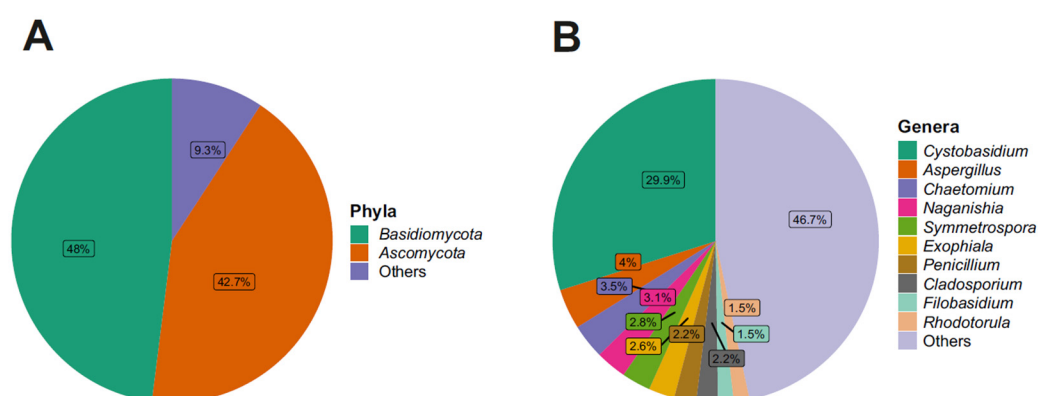 A
9.3%
48%
42.7%
Phyla
Basidiomycota
Ascomycota
Others
B
29.9%
46.7%
4%
3.5%
3.1%
2.8%
2.6%
2.2%
2.2%
1.5%
1.5%
Genera
Cystobasidium
Aspergillus
Chaetomium
Naganishia
Symmetrospora
Exophiala
Penicillium
Cladosporium
Filobasidium
Rhodotorula
Others